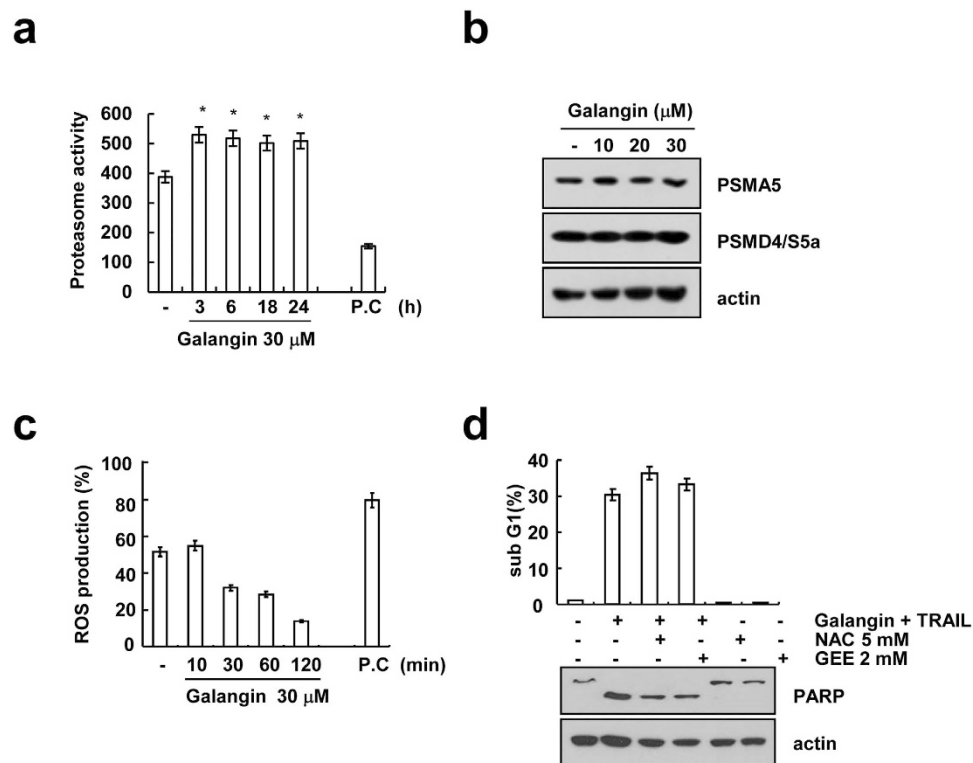 a
Proteasome activity
600
500
400
300
200
100
0
* * * *
- 3 6 18 24 P.C (h)
Galangin 30 μM
b
Galangin (μM)
- 10 20 30
PSMA5
PSMD4/S5a
actin
c
ROS production (%)
100
80
60
40
20
0
- 10 30 60 120 P.C (min)
Galangin 30 μM
d
sub G1(%)
40
30
20
10
0
- + + + - - - Galangin + TRAIL
- - + - + - NAC 5 mM
- - - + - - + GEE 2 mM
PARP
actin